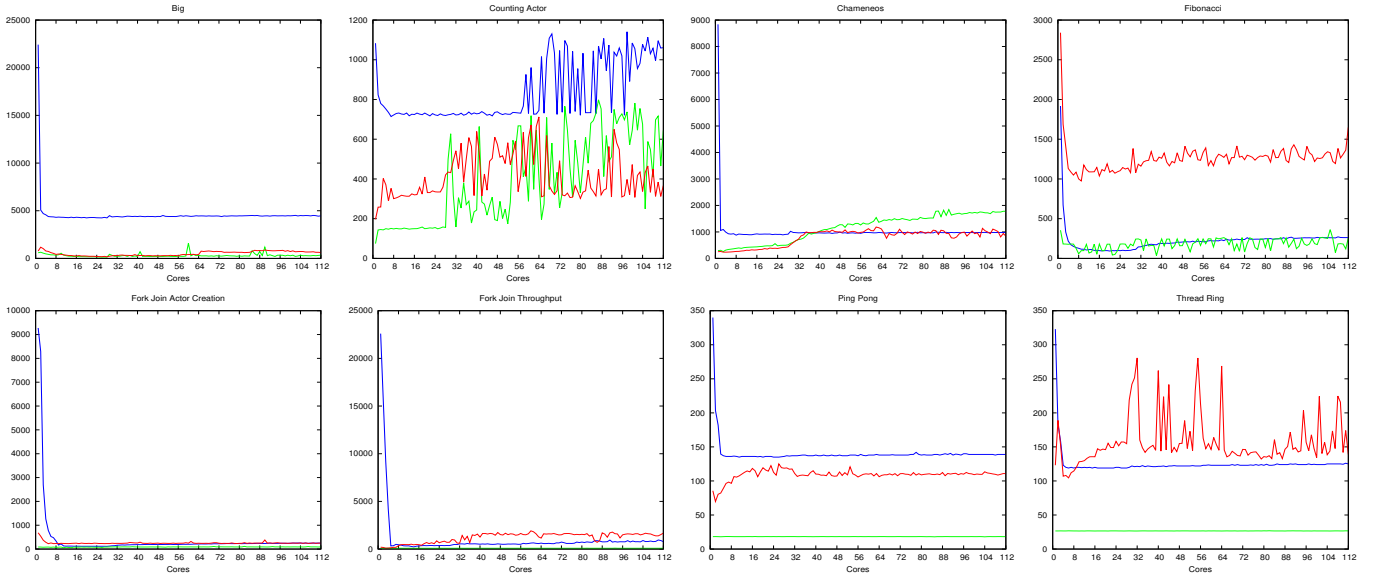 Big
25000
20000
15000
10000
5000
0
0 8 16 24 32 40 48 56 64 72 80 88 96 104 112
Cores
Counting Actor
1200
1000
800
600
400
200
0
0 8 16 24 32 40 48 56 64 72 80 88 96 104 112
Cores
Chameneos
9000
8000
7000
6000
5000
4000
3000
2000
1000
0
0 8 16 24 32 40 48 56 64 72 80 88 96 104 112
Cores
Fibonacci
3000
2500
2000
1500
1000
500
0
0 8 16 24 32 40 48 56 64 72 80 88 96 104 112
Cores
Fork Join Actor Creation
10000
9000
8000
7000
6000
5000
4000
3000
2000
1000
0
0 8 16 24 32 40 48 56 64 72 80 88 96 104 112
Cores
Fork Join Throughput
25000
20000
15000
10000
5000
0
0 8 16 24 32 40 48 56 64 72 80 88 96 104 112
Cores
Ping Pong
350
300
250
200
150
100
50
0
0 8 16 24 32 40 48 56 64 72 80 88 96 104 112
Cores
Thread Ring
350
300
250
200
150
100
50
0
0 8 16 24 32 40 48 56 64 72 80 88 96 104 112
Cores